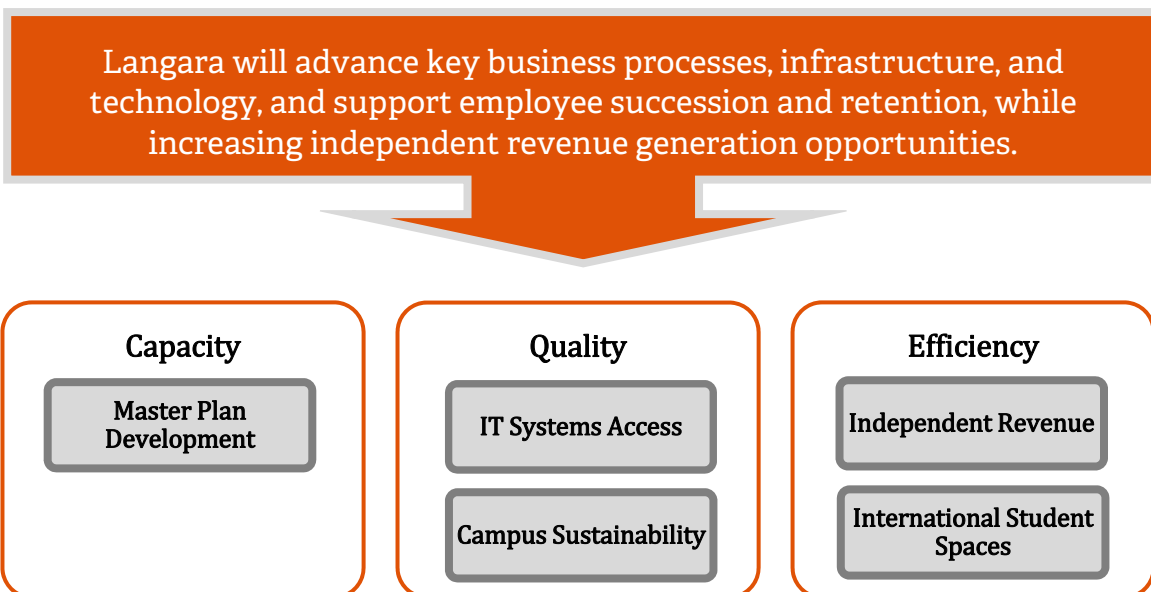 Langara will advance key business processes, infrastructure, and
technology, and support employee succession and retention, while
increasing independent revenue generation opportunities.
Capacity
Master Plan
Development
Quality
IT Systems Access
Campus Sustainability
Efficiency
Independent Revenue
International Student
Spaces